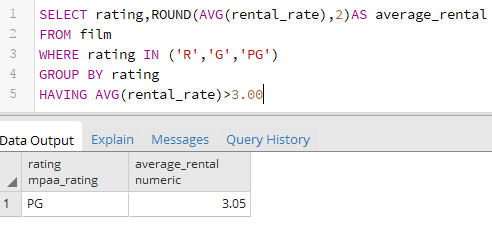 1 SELECT rating,ROUND(AVG(rental_rate),2)AS average_rental
2 FROM film
3 WHERE rating IN ('R','G','PG')
4 GROUP BY rating
5 HAVING AVG(rental_rate)>3.00
Data Output Explain Messages Query History
rating average_rental
mpaa_rating numeric
1 PG 3.05